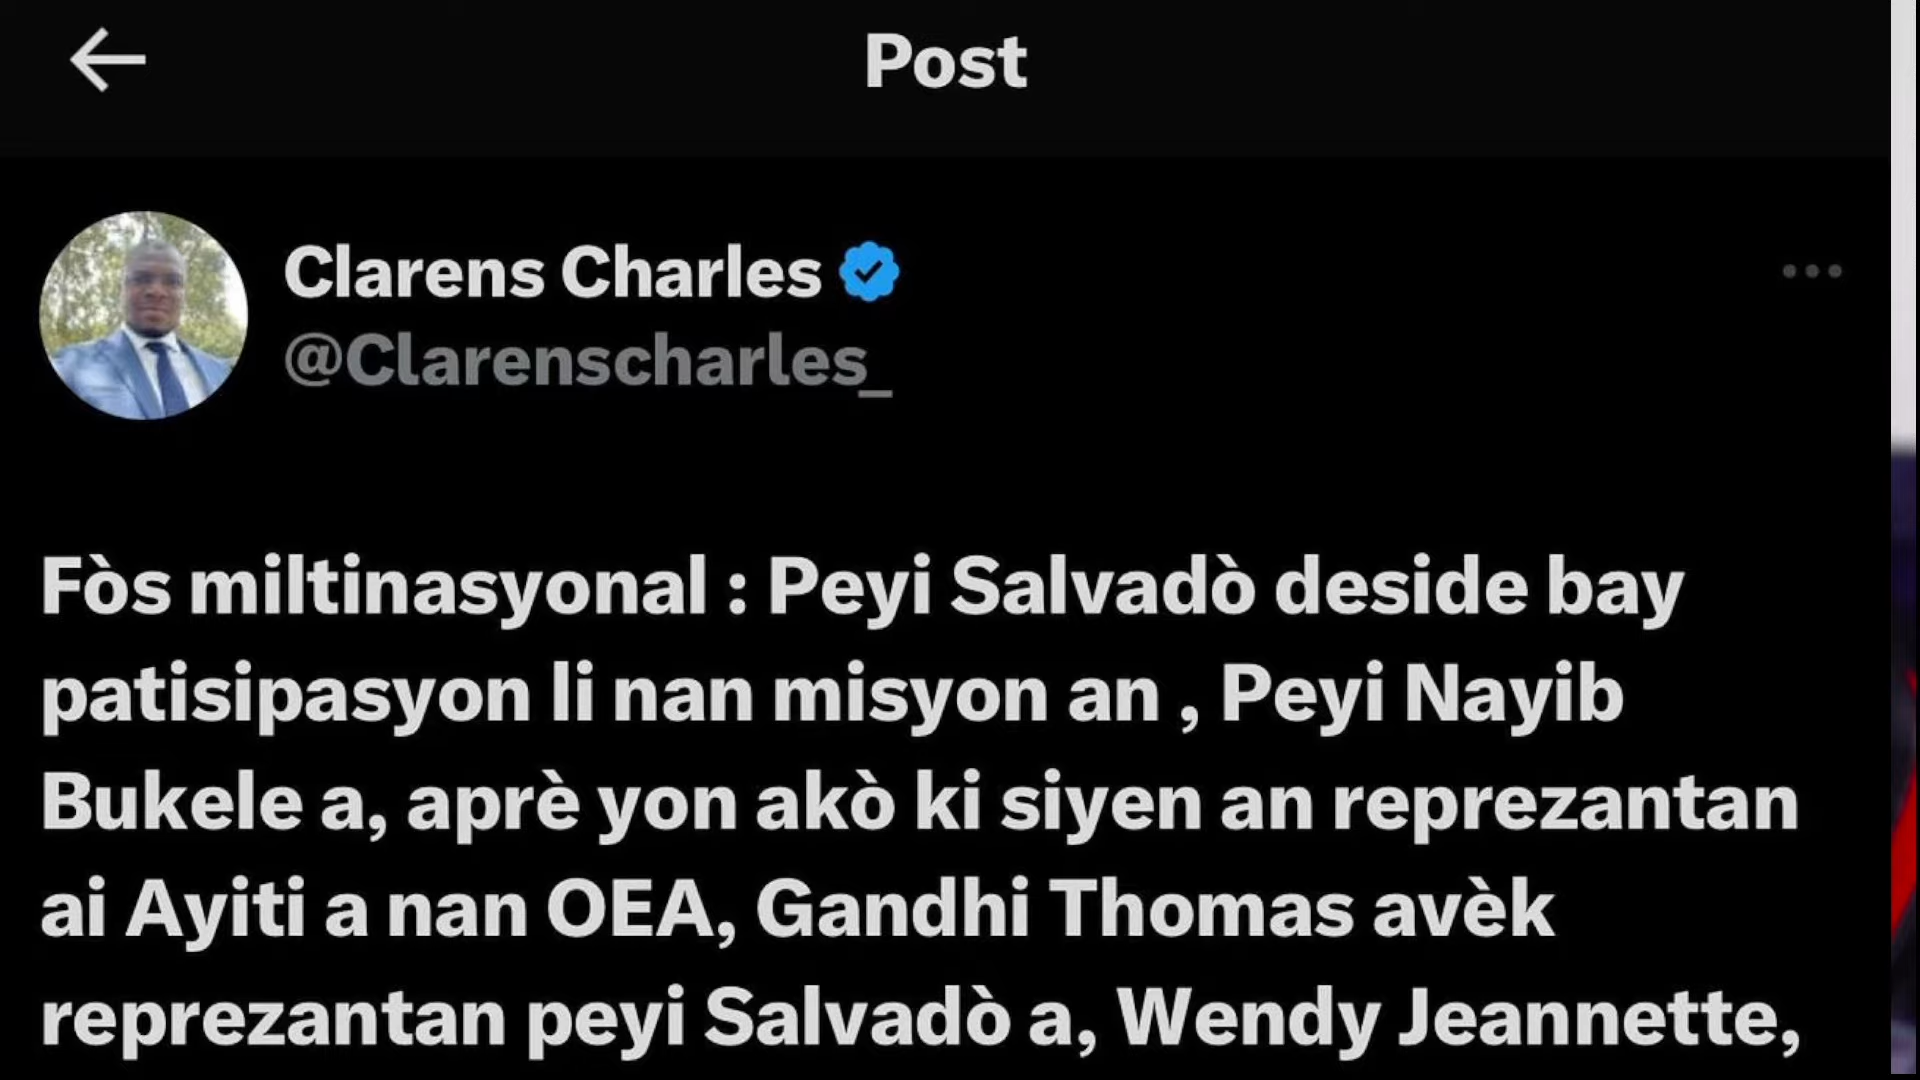 Post
Clarens Charles
@Clarenscharles_
Fòs miltinasyonal : Peyi Salvadò deside bay
patisipasyon li nan misyon an , Peyi Nayib
Bukele a, aprè yon akò ki siyen an reprezantan
ai Ayiti a nan OEA, Gandhi Thomas avèk
reprezantan peyi Salvadò a, Wendy Jeannette,